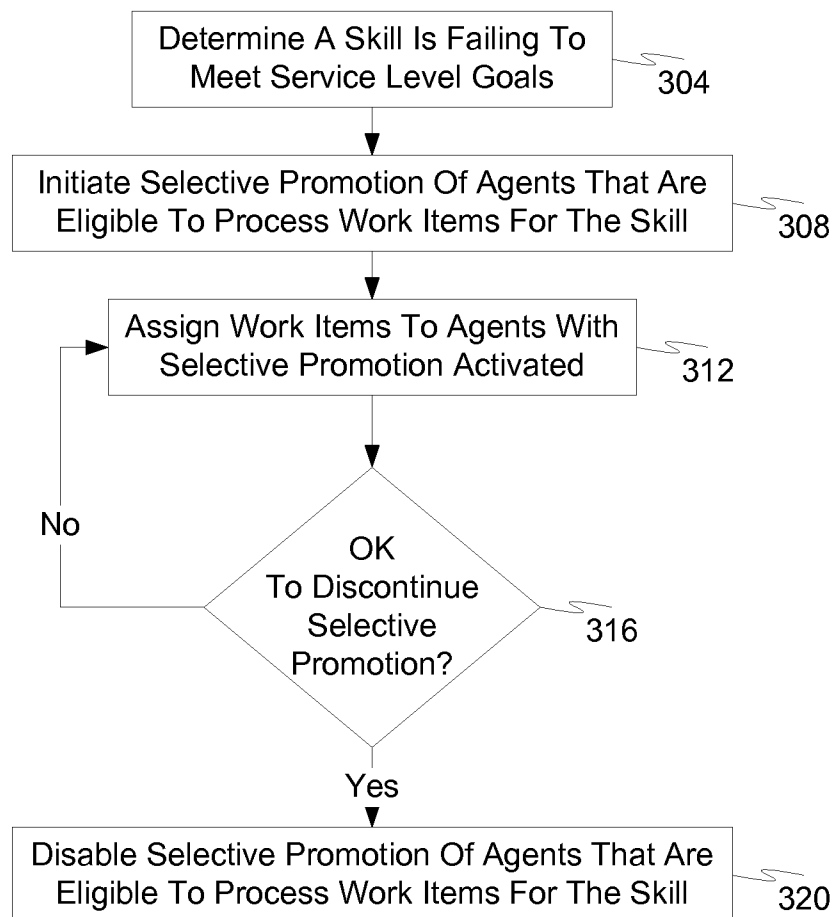 Determine A Skill Is Failing To
Meet Service Level Goals
304
Initiate Selective Promotion Of Agents That are
Eligible To Process Work Items For The Skill
308
Assign Work Items To Agents With
Selective Promotion Activated
312
No
OK
To Discontinue
Selective
Promotion?
316
Yes
Disable Selective Promotion Of Agents That are
Eligible To Process Work Items For The Skill
320